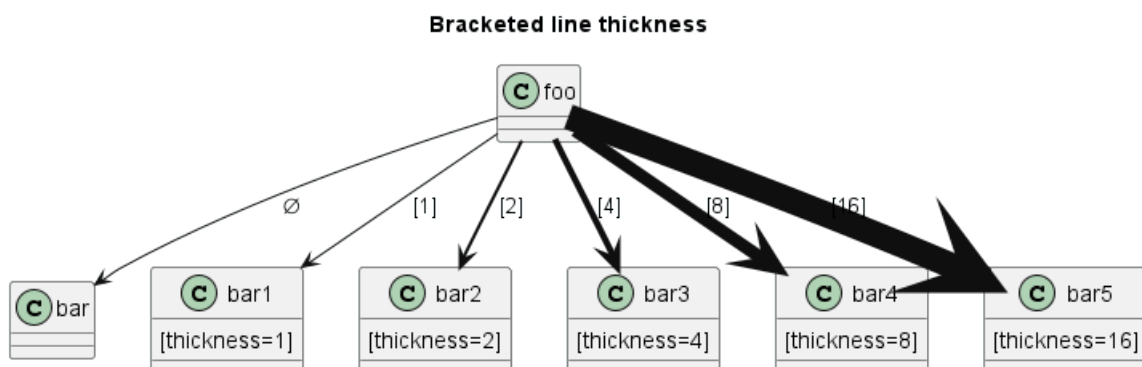 Bracketed line thickness
C foo
∅ [1] [2] [4] [8] [16]
C bar
C bar1
C bar2
C bar3
C bar4
C bar5
[thickness=1]
[thickness=2]
[thickness=4]
[thickness=8]
[thickness=16]